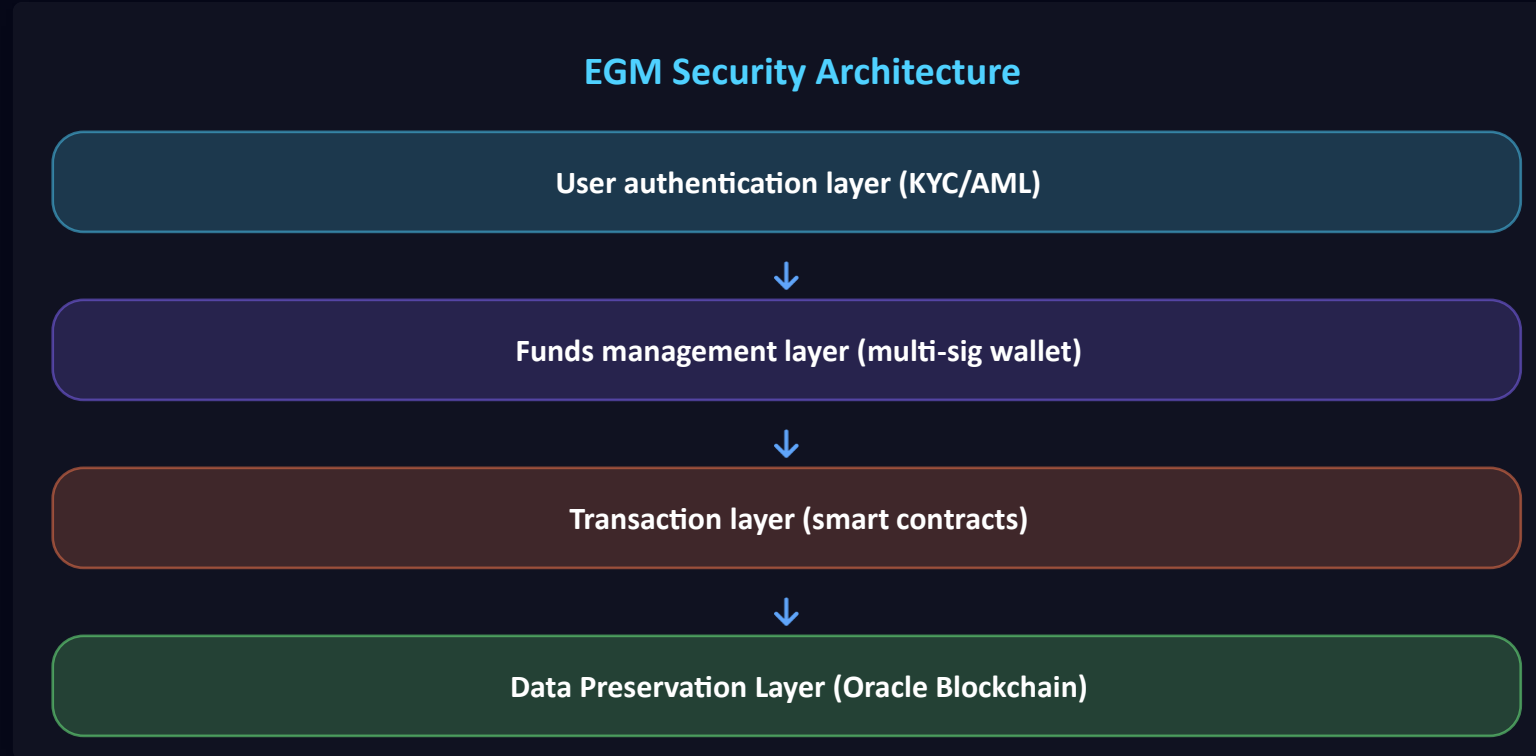 EGM Security Architecture
User authentication layer (KYC/AML)
Funds management layer (multi-sig wallet)
Transaction layer (smart contracts)
Data Preservation Layer (Oracle Blockchain)